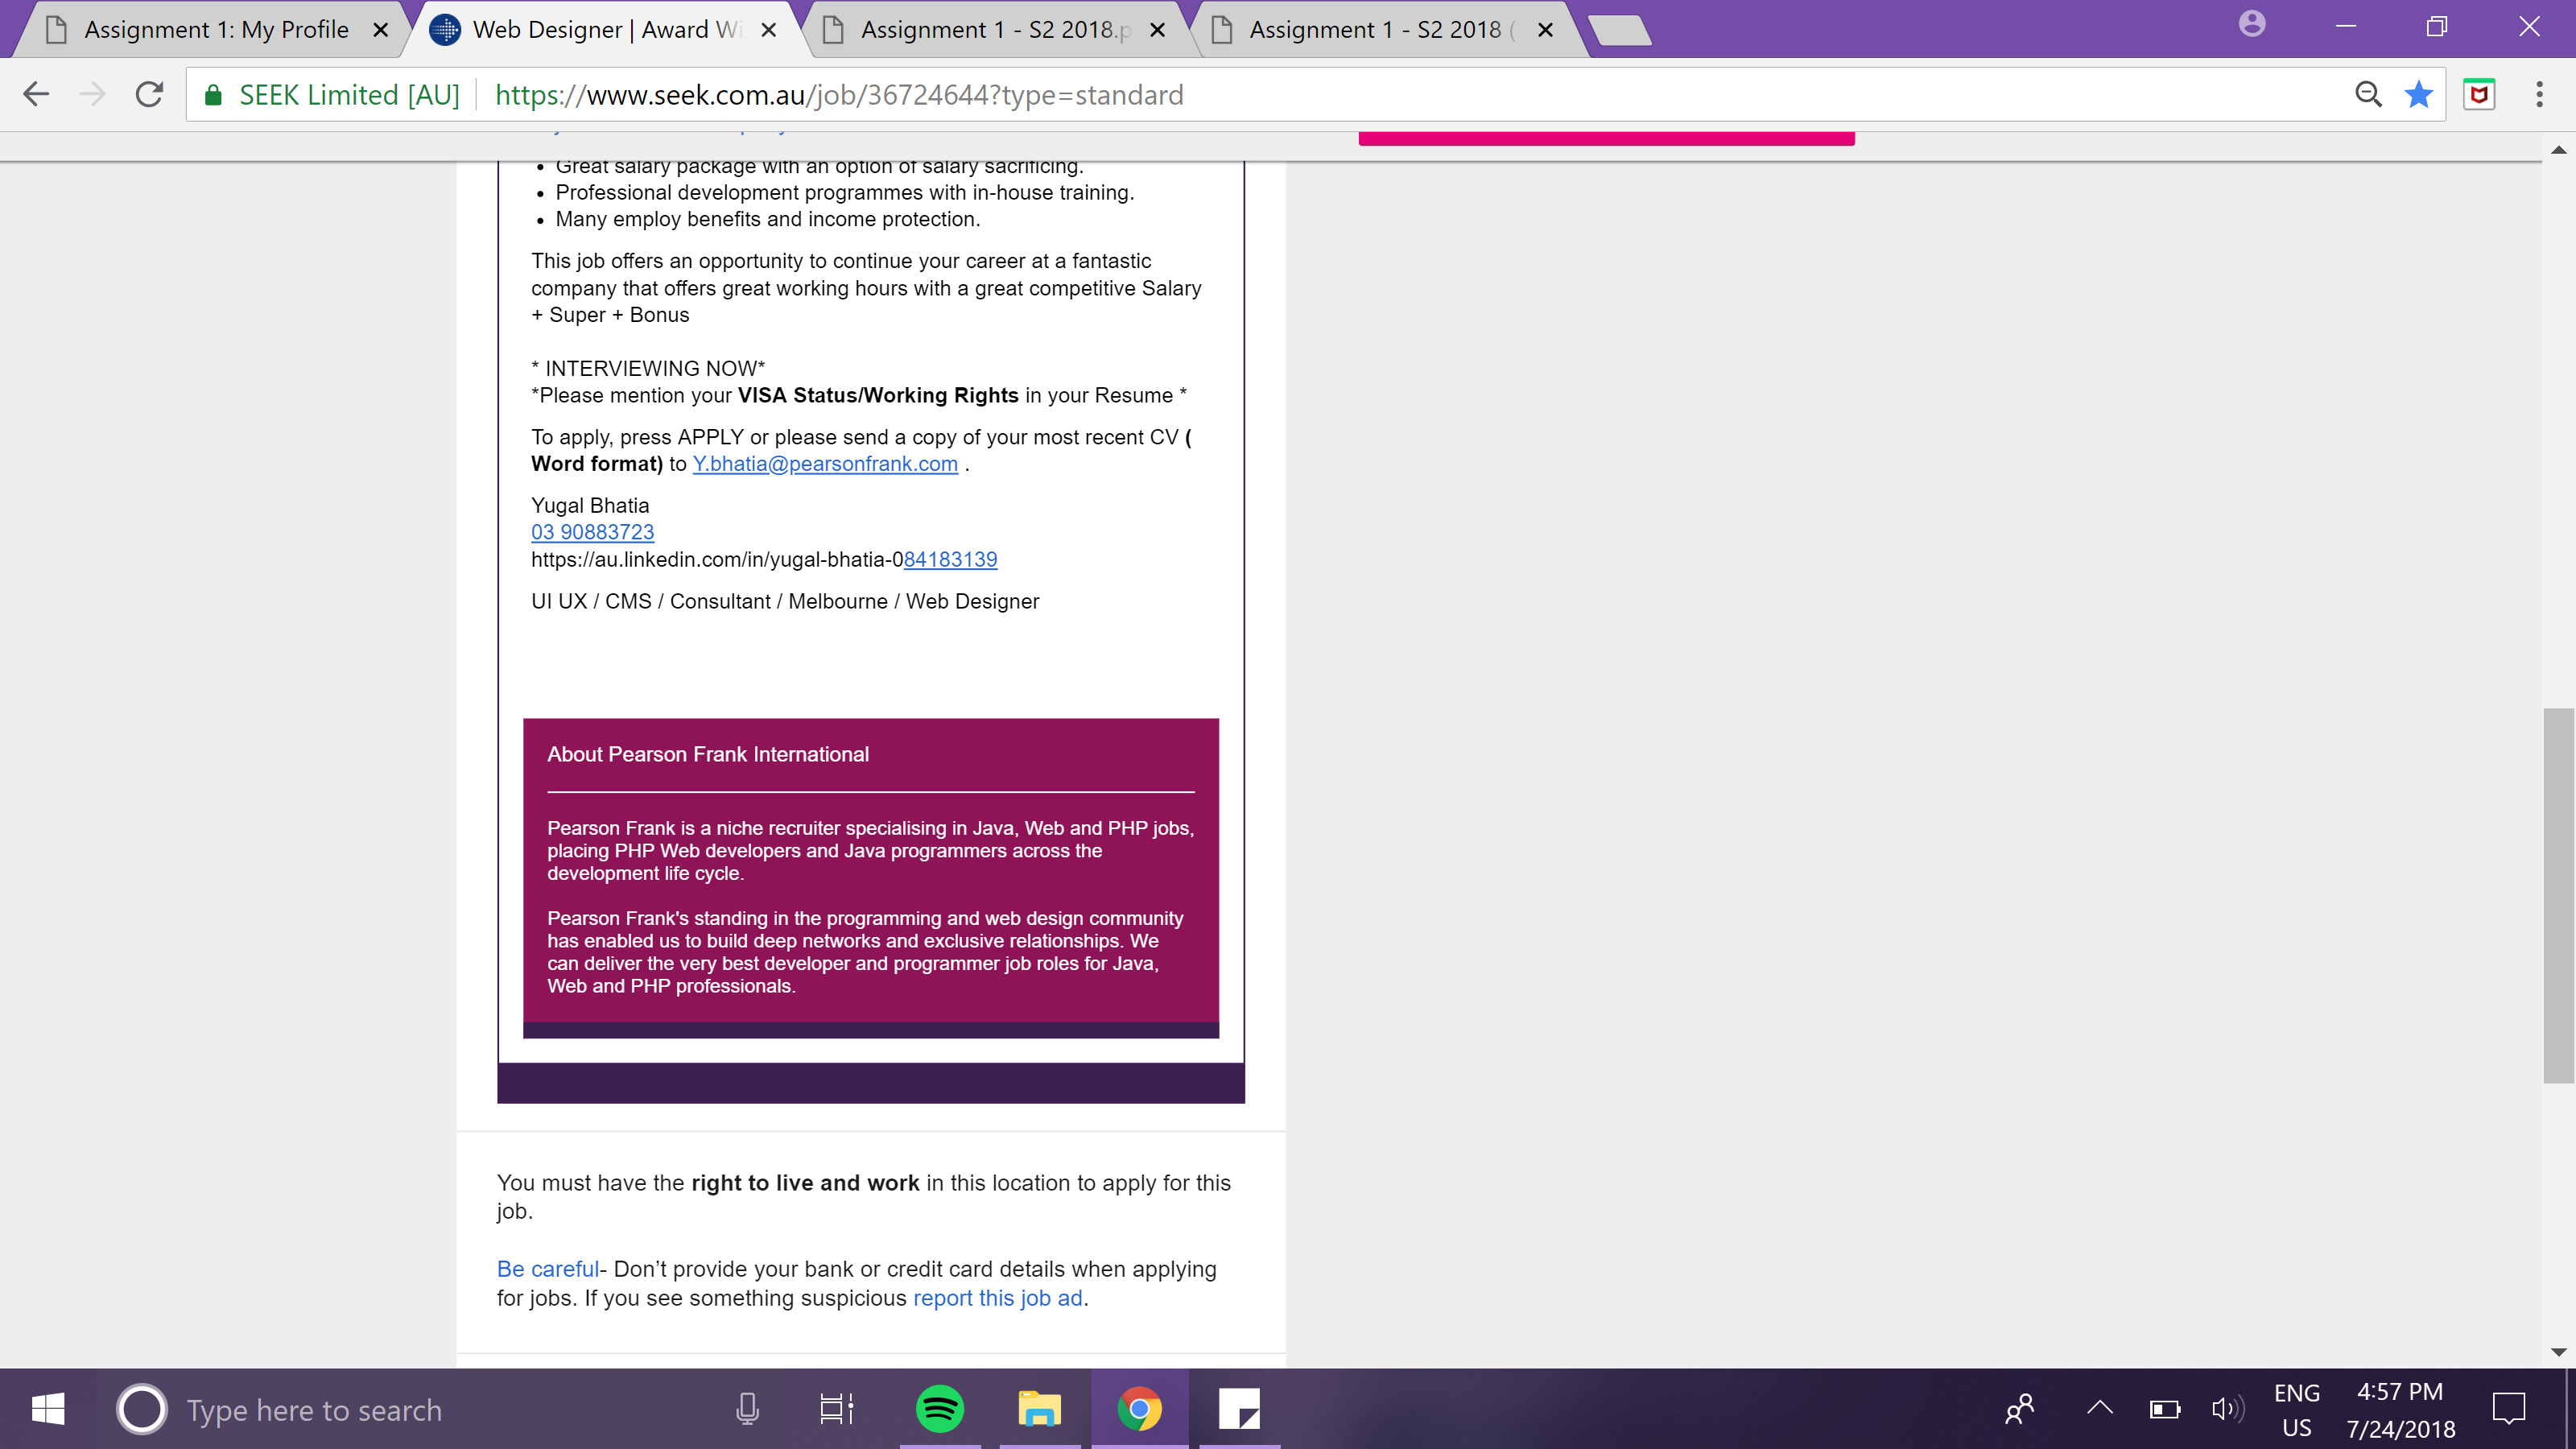 Assignment 1: My Profile
Web Designer | Award Wi
Assignment 1 - S2 2018.p
Assignment 1 - S2 2018 (
SEEK Limited [AU]
https://www.seek.com.au/job/36724644?type=standard
• Great salary package with an option of salary sacrificing.
• Professional development programmes with in-house training.
• Many employ benefits and income protection.
This job offers an opportunity to continue your career at a fantastic
company that offers great working hours with a great competitive Salary
+ Super + Bonus
* INTERVIEWING NOW*
*Please mention your VISA Status/Working Rights in your Resume *
To apply, press APPLY or please send a copy of your most recent CV (
Word format) to Y.bhatia@pearsonfrank.com .
Yugal Bhatia
03 90883723
https://au.linkedin.com/in/yugal-bhatia-084183139
UI UX / CMS / Consultant / Melbourne / Web Designer
About Pearson Frank International
Pearson Frank is a niche recruiter specialising in Java, Web and PHP jobs,
placing PHP Web developers and Java programmers across the
development life cycle.
Pearson Frank's standing in the programming and web design community
has enabled us to build deep networks and exclusive relationships. We
can deliver the very best developer and programmer job roles for Java,
Web and PHP professionals.
You must have the right to live and work in this location to apply for this
job.
Be careful- Don’t provide your bank or credit card details when applying
for jobs. If you see something suspicious report this job ad.
Type here to search
ENG
US
4:57 PM
7/24/2018